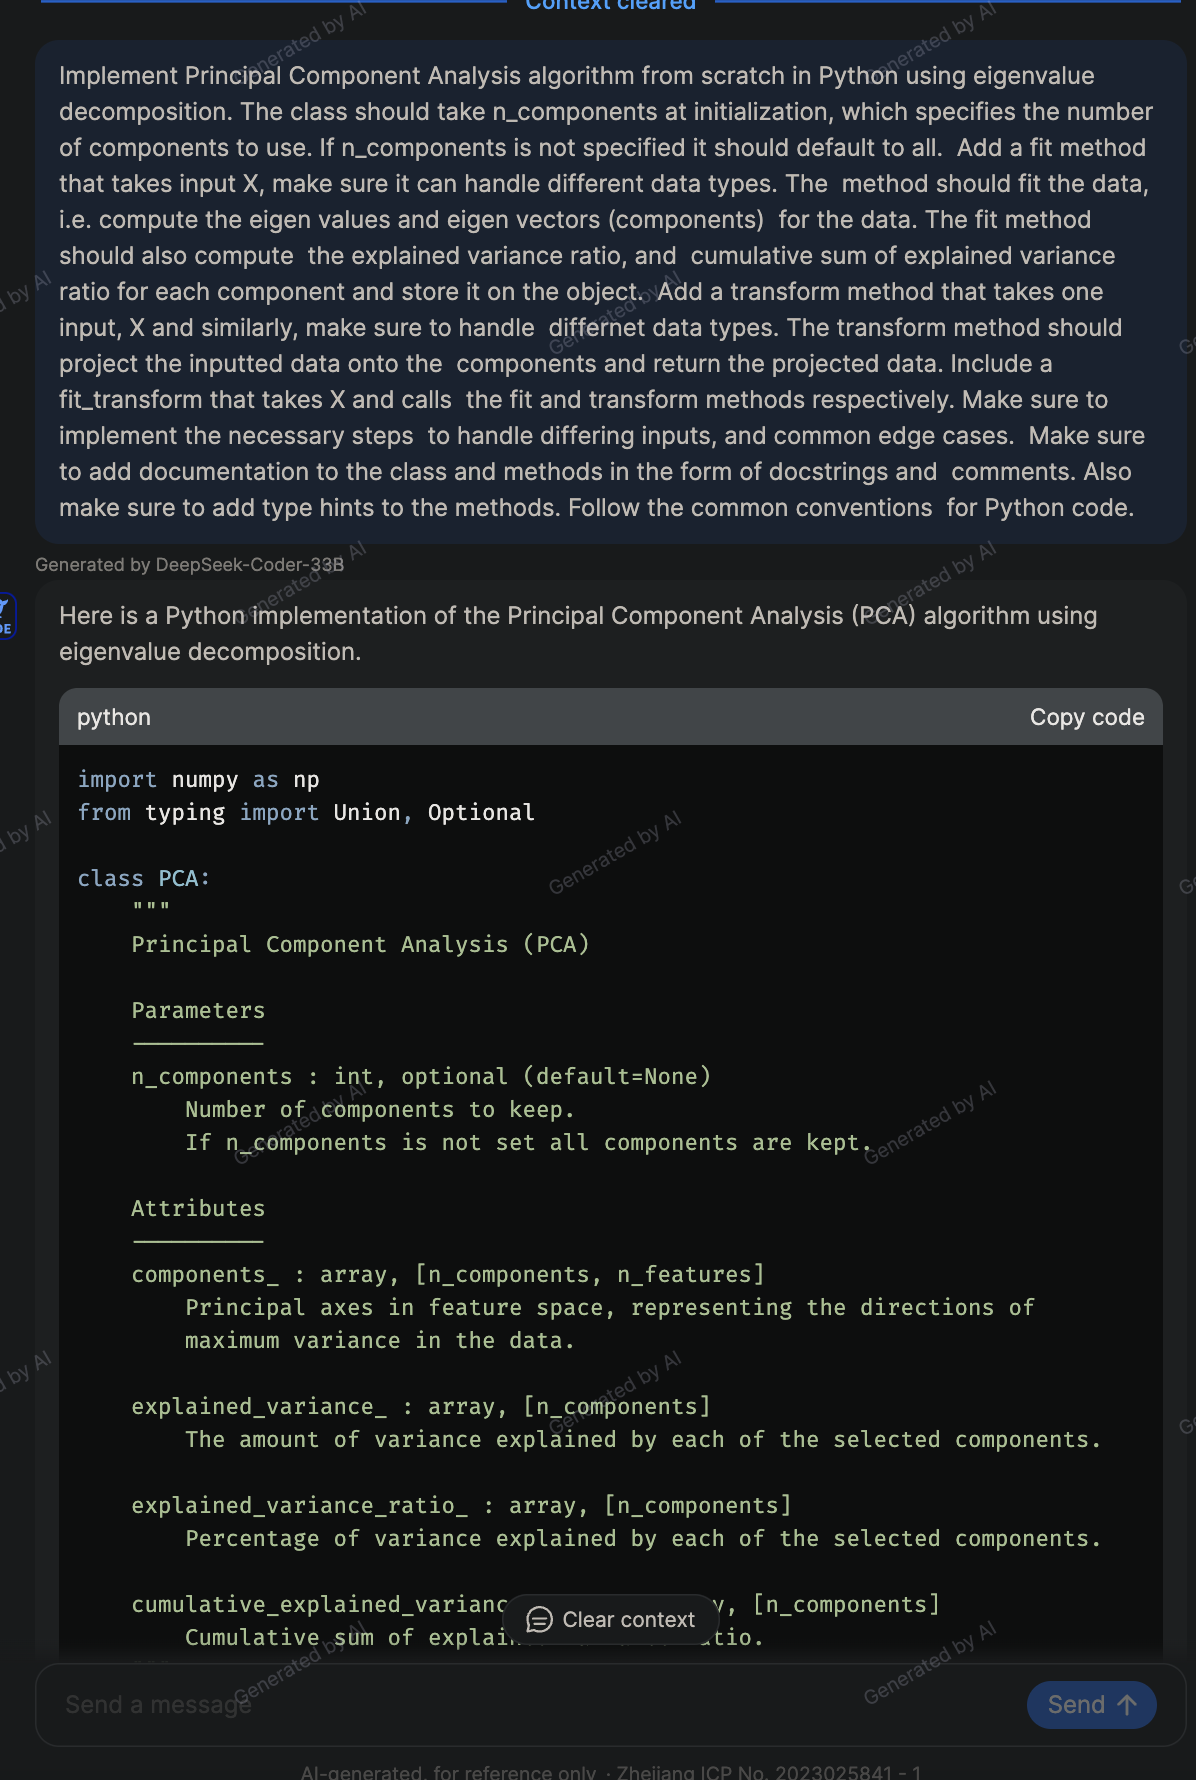 Context cleared
Implement Principal Component Analysis algorithm from scratch in Python using eigenvalue
decomposition. The class should take n_components at initialization, which specifies the number
of components to use. If n_components is not specified it should default to all.  Add a fit method
that takes input X, make sure it can handle different data types. The  method should fit the data,
i.e. compute the eigen values and eigen vectors (components)  for the data. The fit method
should also compute  the explained variance ratio, and  cumulative sum of explained variance
ratio for each component and store it on the object.  Add a transform method that takes one
input, X and similarly, make sure to handle  differnet data types. The transform method should
project the inputted data onto the  components and return the projected data. Include a
fit_transform that takes X and calls  the fit and transform methods respectively. Make sure to
implement the necessary steps  to handle differing inputs, and common edge cases.  Make sure
to add documentation to the class and methods in the form of docstrings and  comments. Also
make sure to add type hints to the methods. Follow the common conventions  for Python code.
Generated by DeepSeek-Coder-33B
Here is a Python implementation of the Principal Component Analysis (PCA) algorithm using
eigenvalue decomposition.
python
Copy code
import numpy as np
from typing import Union, Optional
class PCA:
    """
    Principal Component Analysis (PCA)
    Parameters
    ----------
    n_components : int, optional (default=None)
        Number of components to keep.
        If n_components is not set all components are kept.
    Attributes
    ----------
    components_ : array, [n_components, n_features]
        Principal axes in feature space, representing the directions of
        maximum variance in the data.
    explained_variance_ : array, [n_components]
        The amount of variance explained by each of the selected components.
    explained_variance_ratio_ : array, [n_components]
        Percentage of variance explained by each of the selected components.
    cumulative_explained_varianc y, [n_components]
        Cumulative sum of explai tio.
Clear context
Send a message
Send ↑
AI-generated, for reference only · Zhejiang ICP No. 2023025841 - 1
Generated by AI